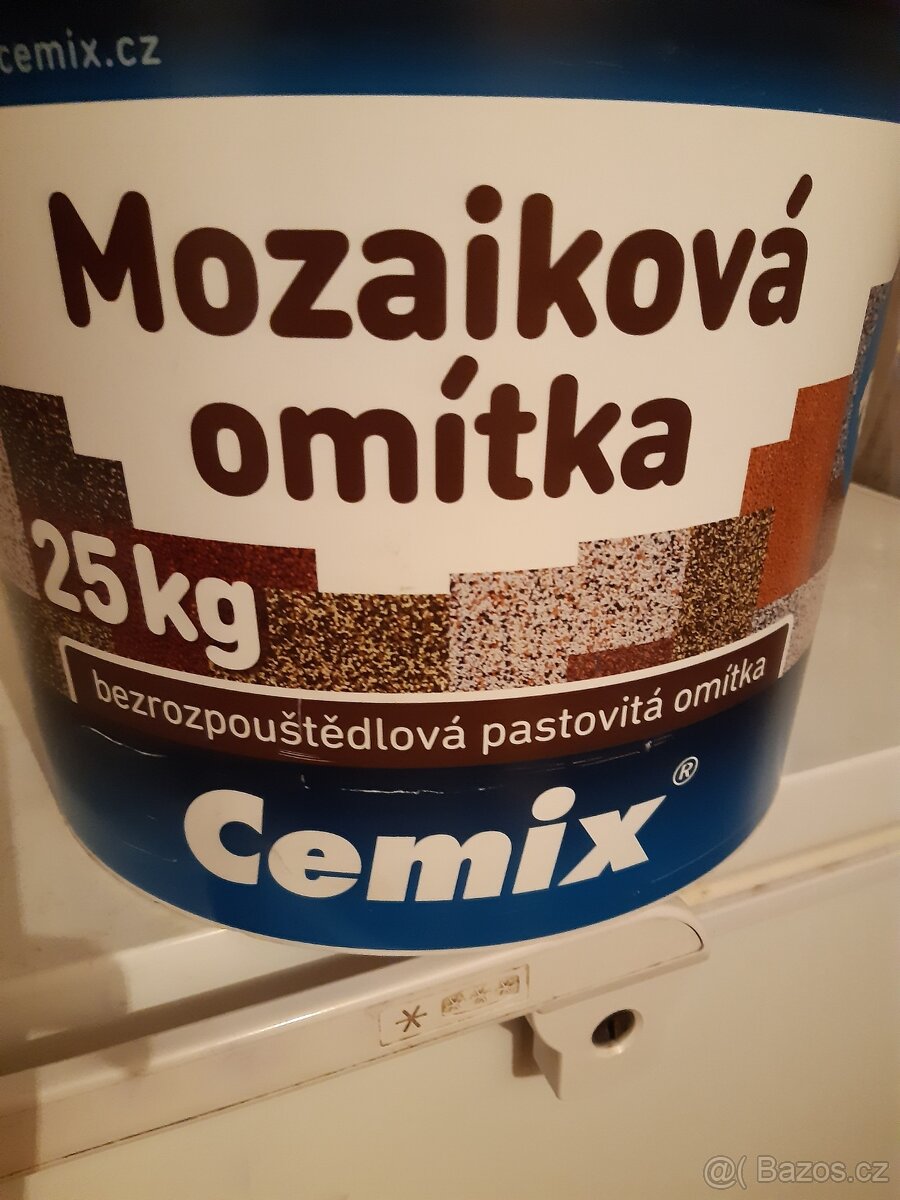 cemix.cz
Mozaiková
omítka
25kg
bezrozpouštědlová pastovitá omítka
Cemix®
@( Bazos.cz